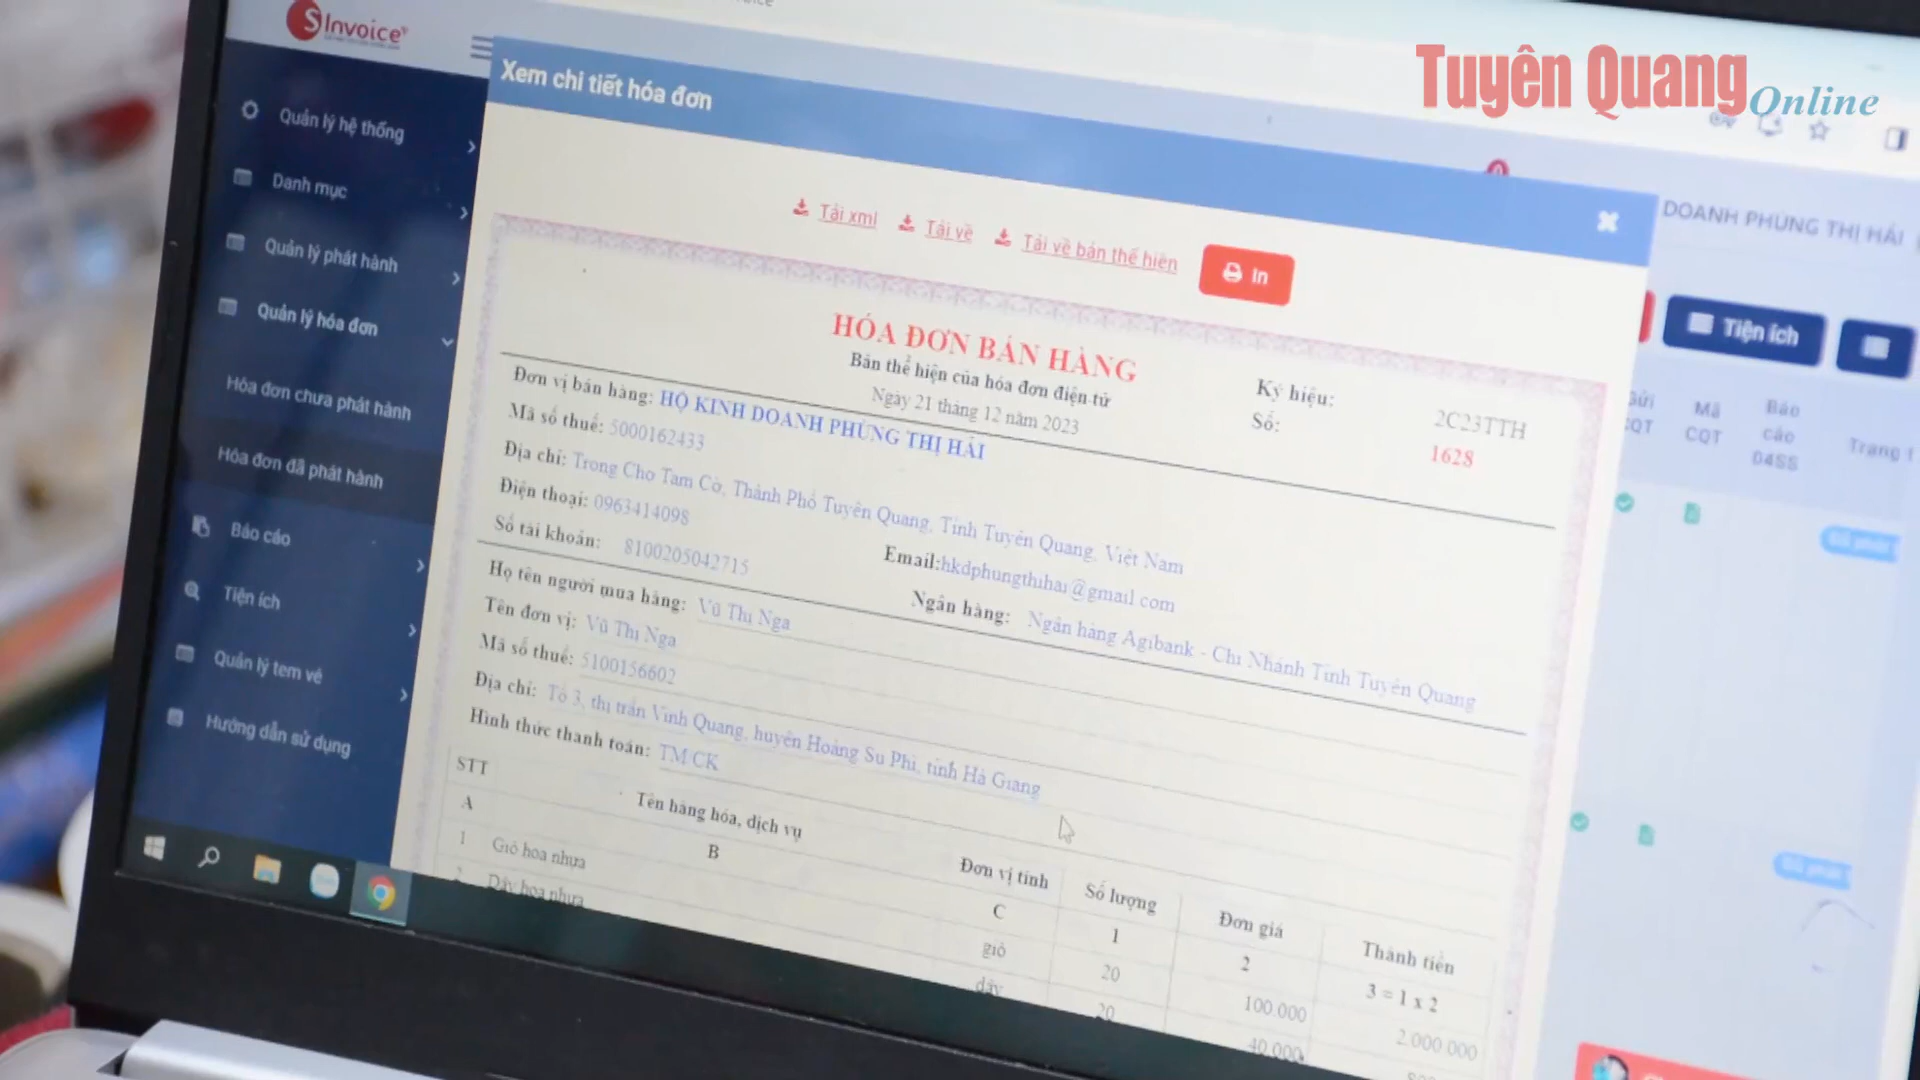 Tuyên Quang Online
SInvoice
Xem chi tiết hóa đơn
Quản lý hệ thống
Danh mục
Quản lý phát hành
Quản lý hóa đơn
Hóa đơn chưa phát hành
Hóa đơn đã phát hành
Báo cáo
Tiện ích
Quản lý tem vé
Hướng dẫn sử dụng
DOANH PHÙNG THỊ HẢI
Tải xml Tải về Tải về bản thể hiện In
Tiện ích
HÓA ĐƠN BÁN HÀNG
Bản thể hiện của hóa đơn điện tử
Ngày 21 tháng 12 năm 2023
Ký hiệu: 2C23TTH
Số: 1628
Đơn vị bán hàng: HỘ KINH DOANH PHÙNG THỊ HẢI
Mã số thuế: 5000162433
Địa chỉ: Trong Chợ Tam Cờ, Thành Phố Tuyên Quang, Tỉnh Tuyên Quang, Việt Nam
Điện thoại: 0963414098 Email:hkdphungthihai@gmail.com
Số tài khoản: 8100205042715 Ngân hàng: Ngân hàng Agibank - Chi Nhánh Tỉnh Tuyên Quang
Họ tên người mua hàng: Vũ Thị Nga
Tên đơn vị: Vũ Thị Nga
Mã số thuế: 5100156602
Địa chỉ: Tổ 3, thị trấn Vinh Quang, huyện Hoàng Su Phì, tỉnh Hà Giang
Hình thức thanh toán: TM/CK
STT Tên hàng hóa, dịch vụ Đơn vị tính Số lượng Đơn giá Thành tiền
A B C 1 2 3 = 1 x 2
1 Giỏ hoa nhựa giỏ 20 100.000 2.000.000
2 Dây hoa nhựa dây 20 40.000
CQT
Mã
CQT
Báo
cáo
04SS
Trang T